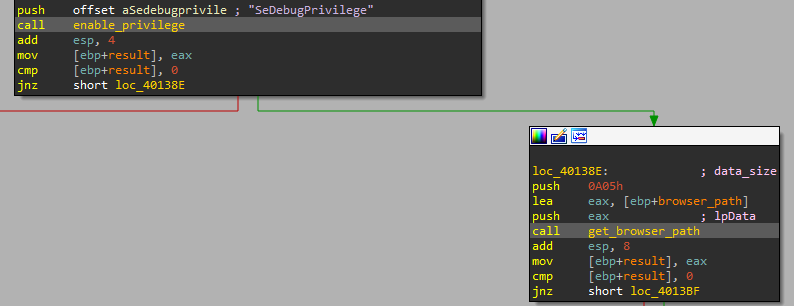 push offset aSedebugprivile ; "SeDebugPrivilege"
call enable_privilege
add esp, 4
mov [ebp+result], eax
cmp [ebp+result], 0
jnz short loc_40138E
loc_40138E: ; data_size
push 0A05h
lea eax, [ebp+browser_path]
push eax ; lpData
call get_browser_path
add esp, 8
mov [ebp+result], eax
cmp [ebp+result], 0
jnz short loc_4013BF